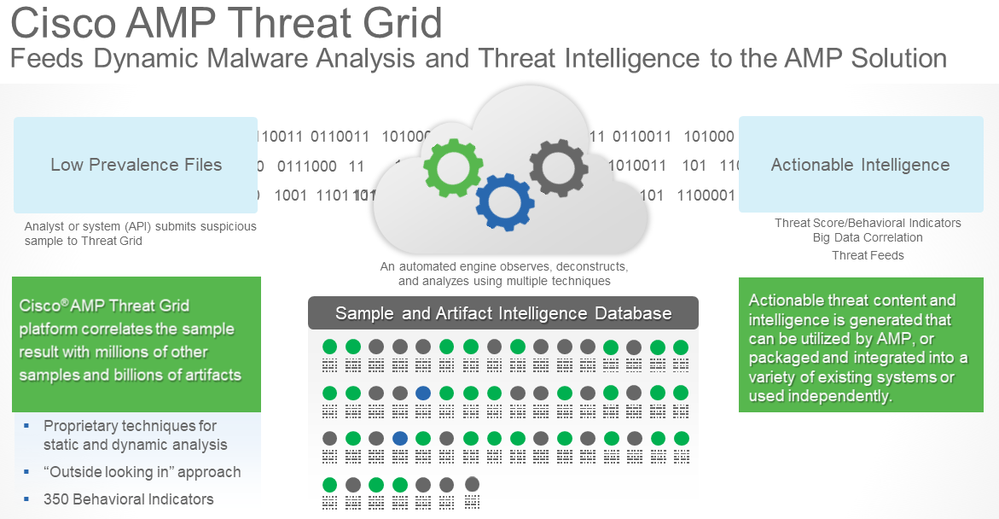 Cisco AMP Threat Grid
Feeds Dynamic Malware Analysis and Threat Intelligence to the AMP Solution
Low Prevalence Files
110011 0110011 10100
0111000 11
1001 110111101
11 0110011 101000
1010011 101 110
101 1100001
Actionable Intelligence
Analyst or system (API) submits suspicious
sample to Threat Grid
An automated engine observes, deconstructs,
and analyzes using multiple techniques
Threat Score/Behavioral Indicators
Big Data Correlation
Threat Feeds
Cisco® AMP Threat Grid
platform correlates the sample
result with millions of other
samples and billions of artifacts
▪ Proprietary techniques for
static and dynamic analysis
▪ “Outside looking in” approach
▪ 350 Behavioral Indicators
Sample and Artifact Intelligence Database
Actionable threat content and
intelligence is generated that
can be utilized by AMP, or
packaged and integrated into a
variety of existing systems or
used independently.